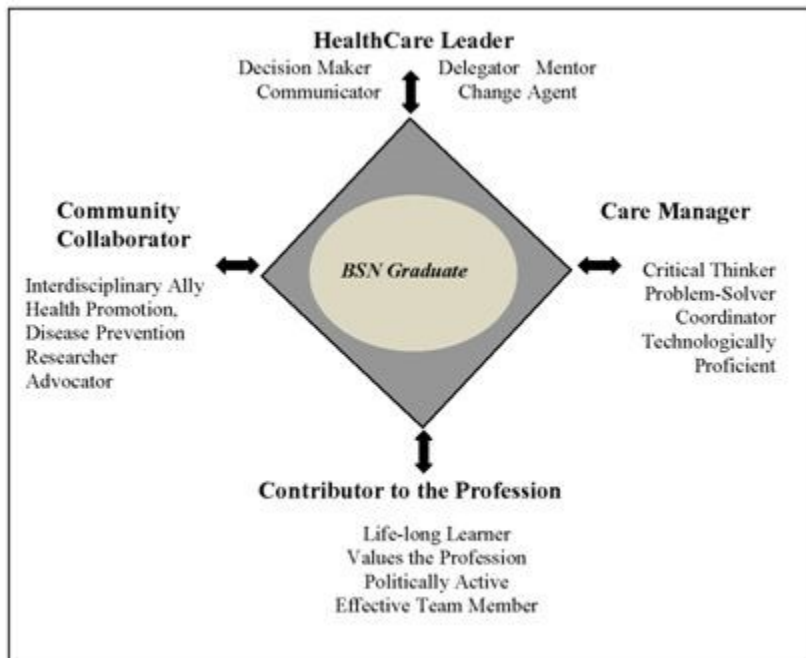 HealthCare Leader
Decision Maker Delegator Mentor
Communicator Change Agent
Community
Collaborator
Interdisciplinary Ally
Health Promotion,
Disease Prevention
Researcher
Advocator
BSN Graduate
Care Manager
Critical Thinker
Problem-Solver
Coordinator
Technologically
Proficient
Contributor to the Profession
Life-long Learner
Values the Profession
Politically Active
Effective Team Member